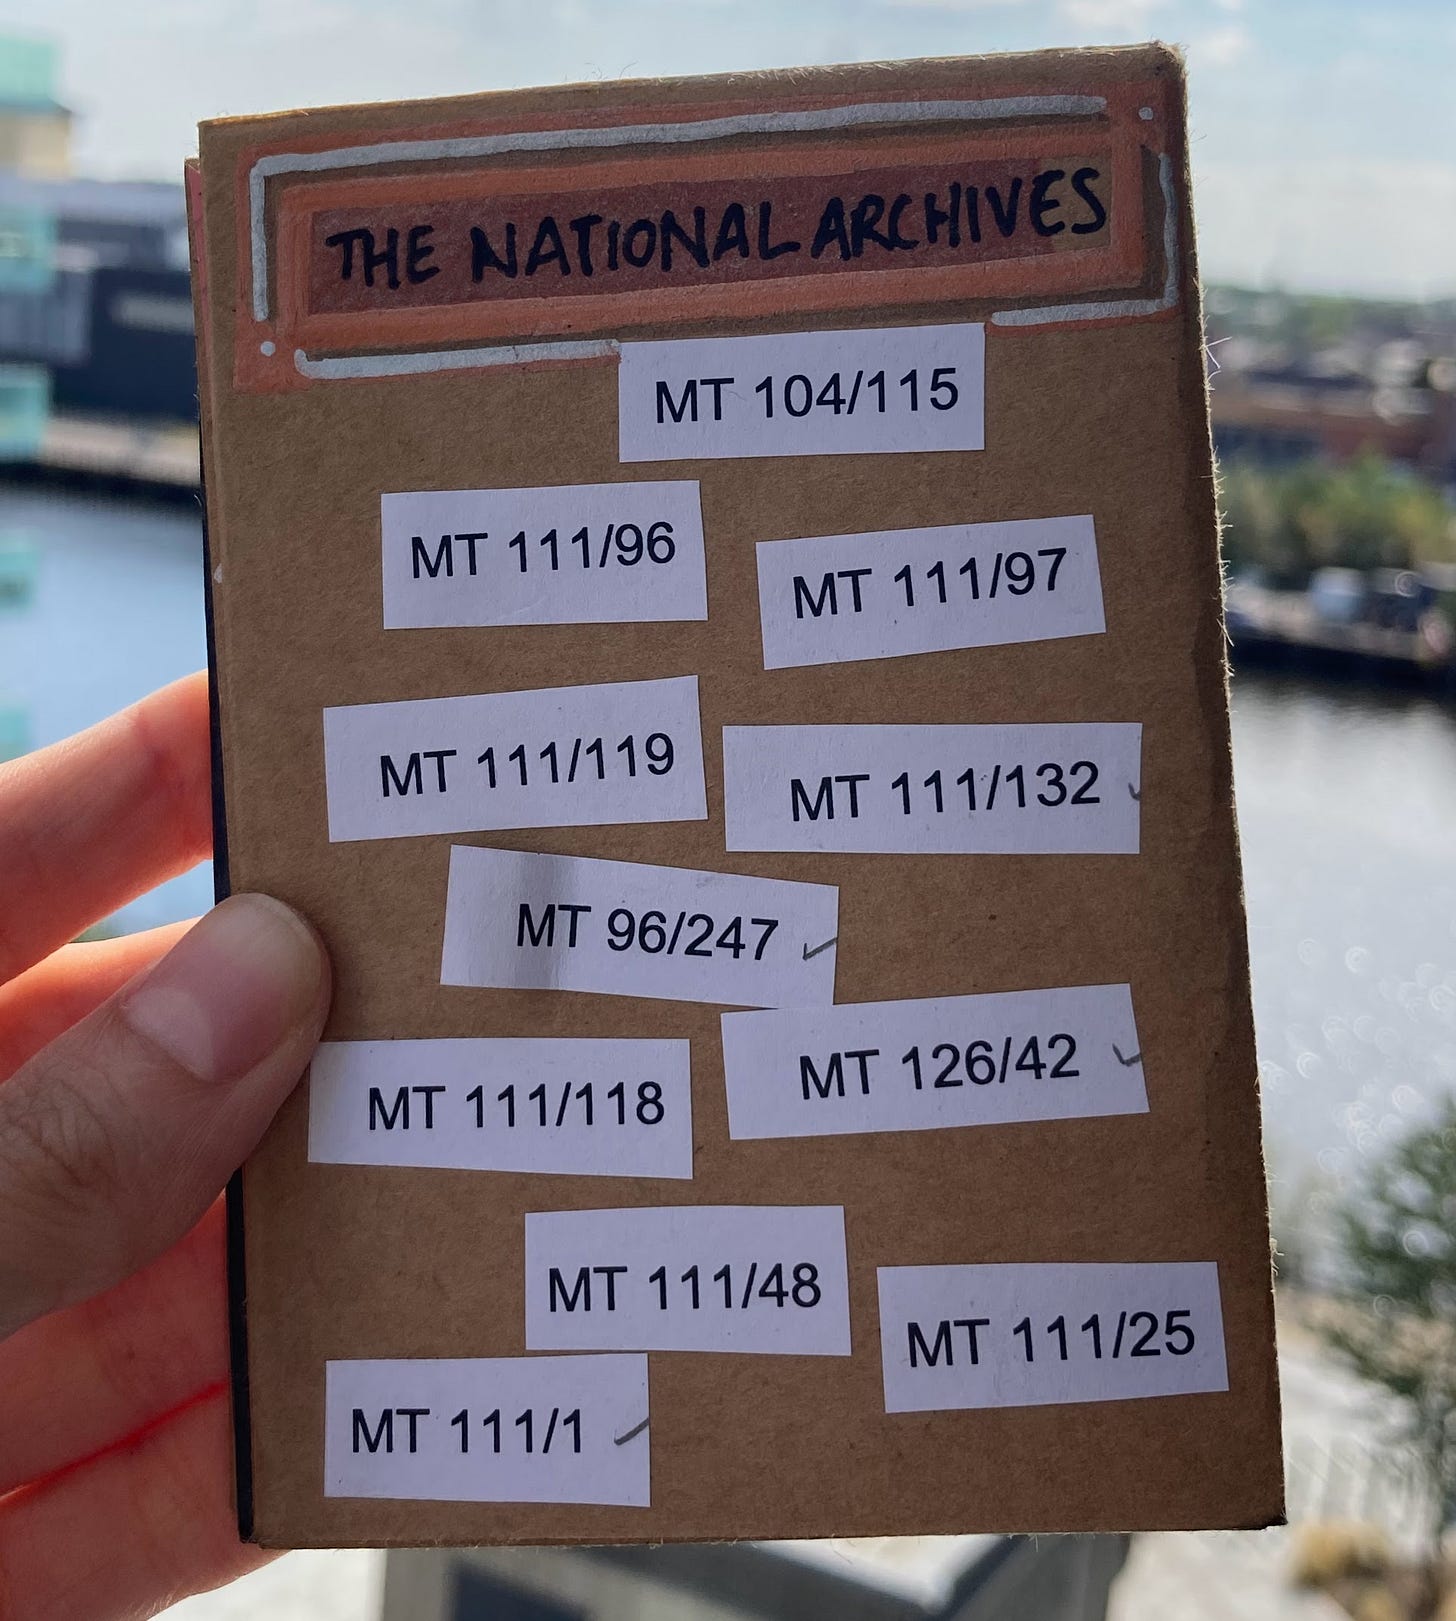 THE NATIONAL ARCHIVES
MT 104/115
MT 111/96
MT 111/97
MT 111/119
MT 111/132
MT 96/247
MT 111/118
MT 126/42
MT 111/48
MT 111/25
MT 111/1